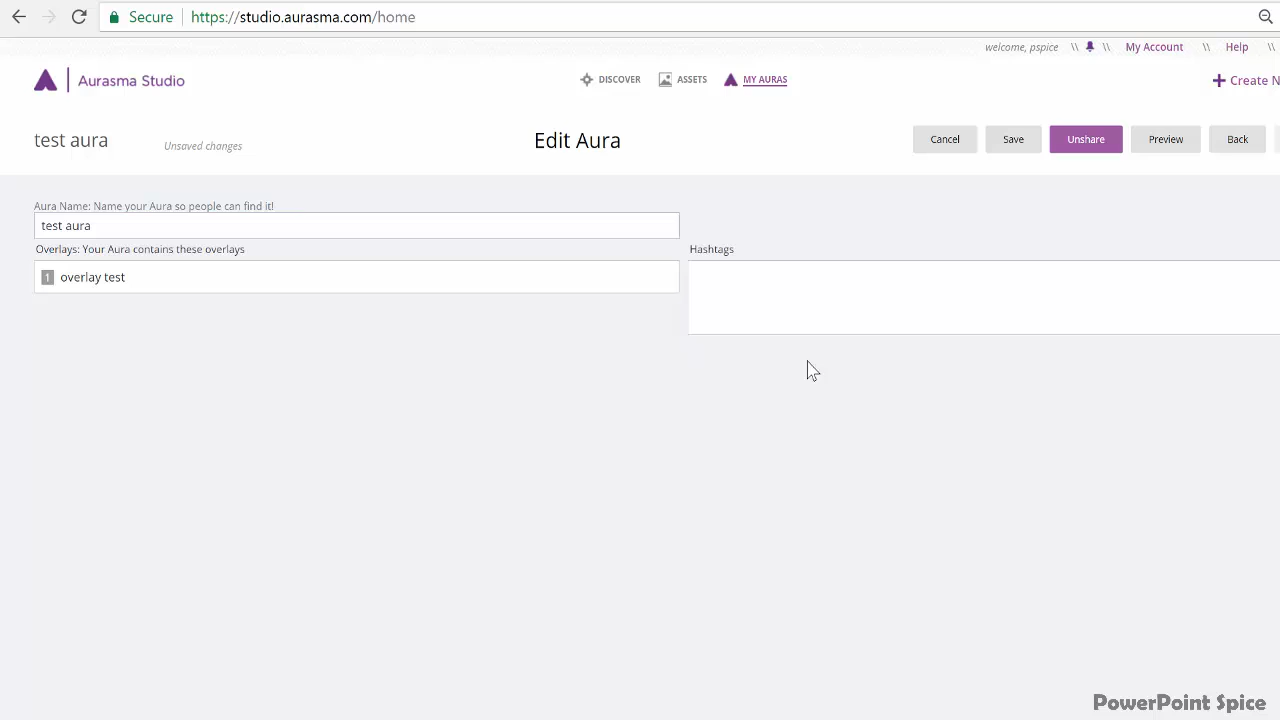 Secure https://studio.aurasma.com/home
welcome, pspice \\ \\ My Account \\ Help \\
Aurasma Studio DISCOVER ASSETS MY AURAS Create N
test aura Unsaved changes Edit Aura Cancel Save Unshare Preview Back
Aura Name: Name your Aura so people can find it!
test aura
Overlays: Your Aura contains these overlays Hashtags
1 overlay test
PowerPoint Spice